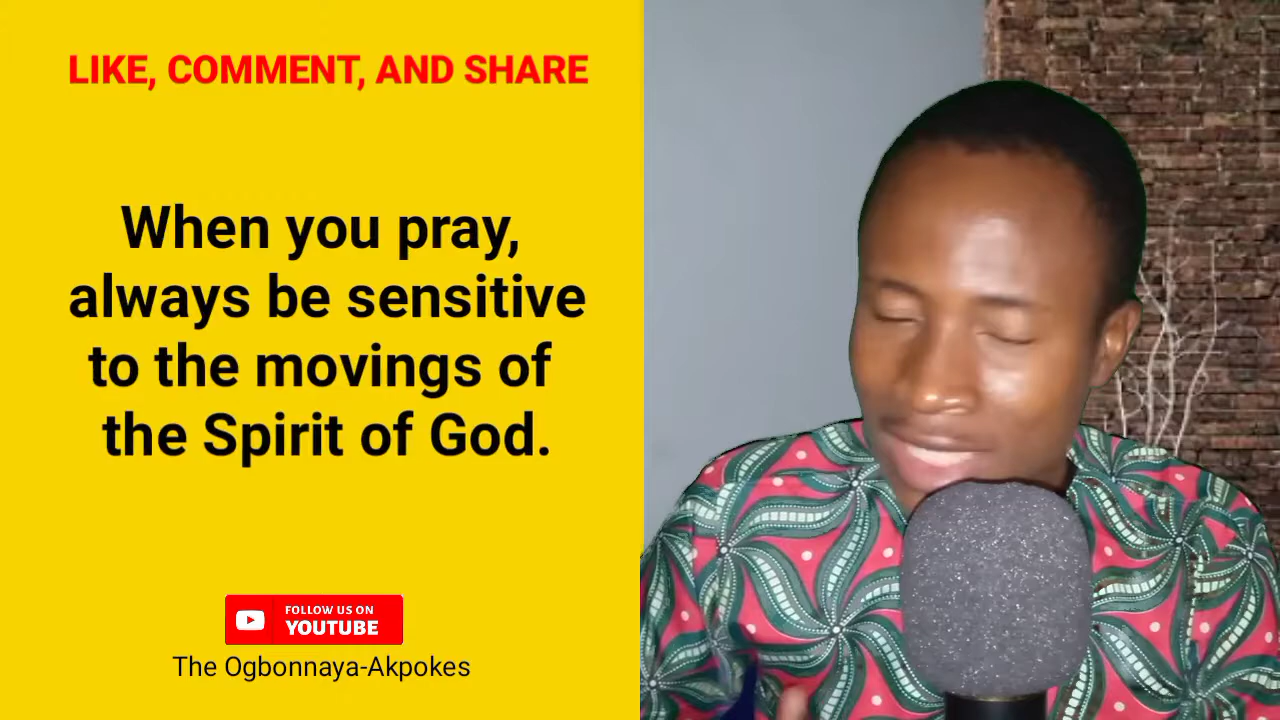 LIKE, COMMENT, AND SHARE
When you pray,
always be sensitive
to the movings of
the Spirit of God.
FOLLOW US ON
YOUTUBE
The Ogbonnaya-Akpokes